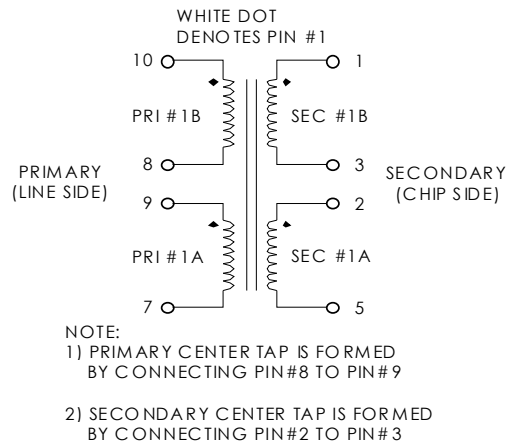 WHITE DOT
DENOTES PIN #1
10 1
PRI #1B SEC #1B
8 3
PRIMARY
(LINE SIDE)
SECONDARY
(CHIP SIDE)
9 2
PRI #1A SEC #1A
7 5
NOTE:
1) PRIMARY CENTER TAP IS FORMED
BY CONNECTING PIN#8 TO PIN#9
2) SECONDARY CENTER TAP IS FORMED
BY CONNECTING PIN#2 TO PIN#3